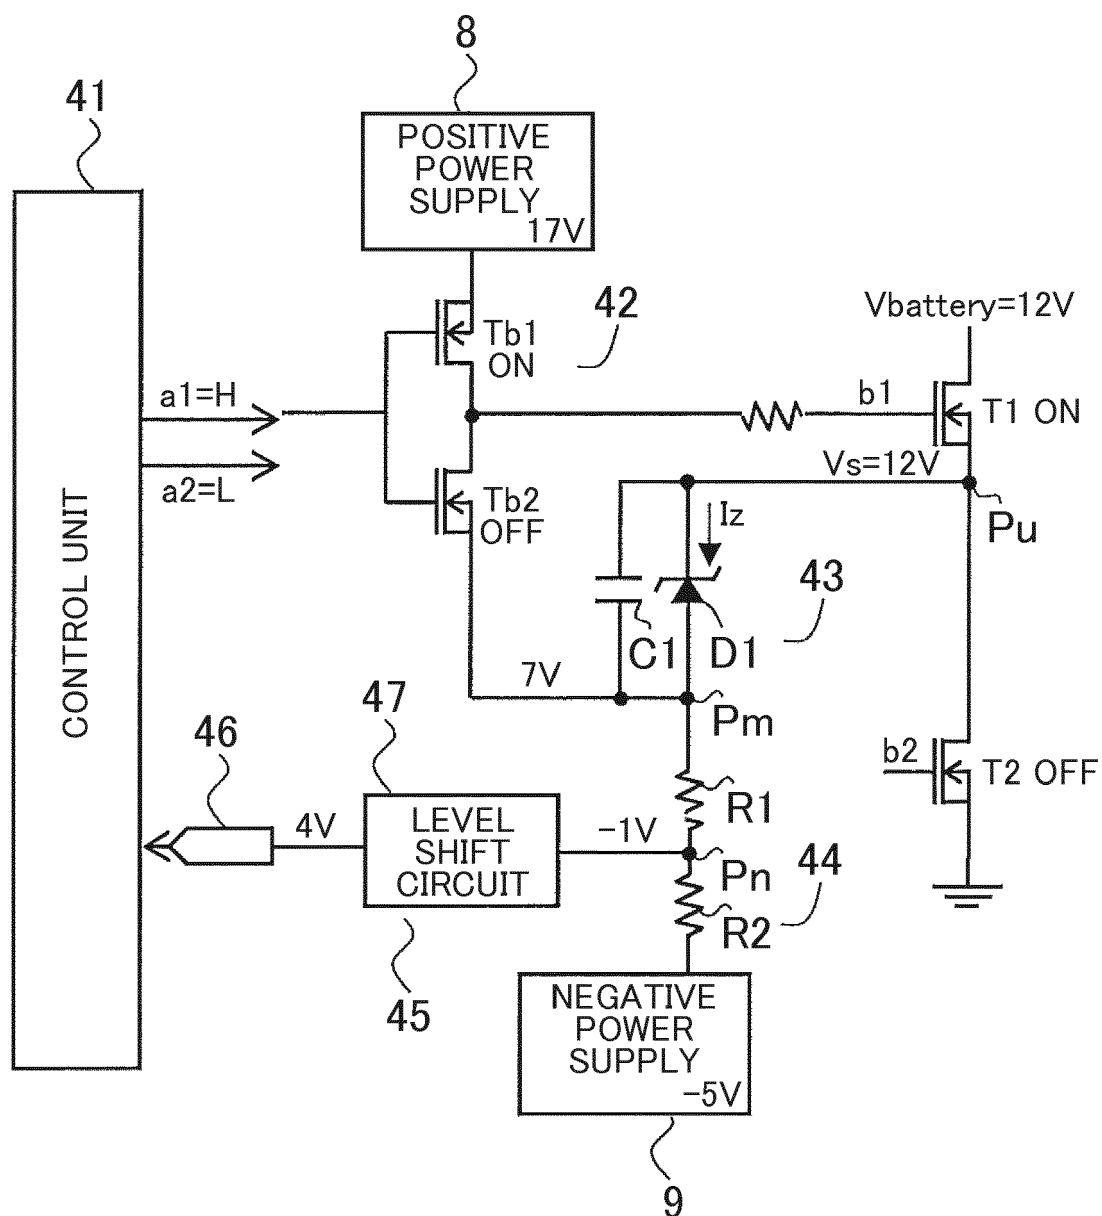 8
41
POSITIVE
POWER
SUPPLY
17V
42
Tb1
ON
Vbattery=12V
a1=H
b1
T1 ON
a2=L
Vs=12V
Tb2
OFF
Pu
Iz
43
CONTROL UNIT
C1
D1
7V
47
Pm
46
b2
T2 OFF
R1
4V
LEVEL
SHIFT
CIRCUIT
-1V
Pn
44
R2
45
NEGATIVE
POWER
SUPPLY
-5V
9